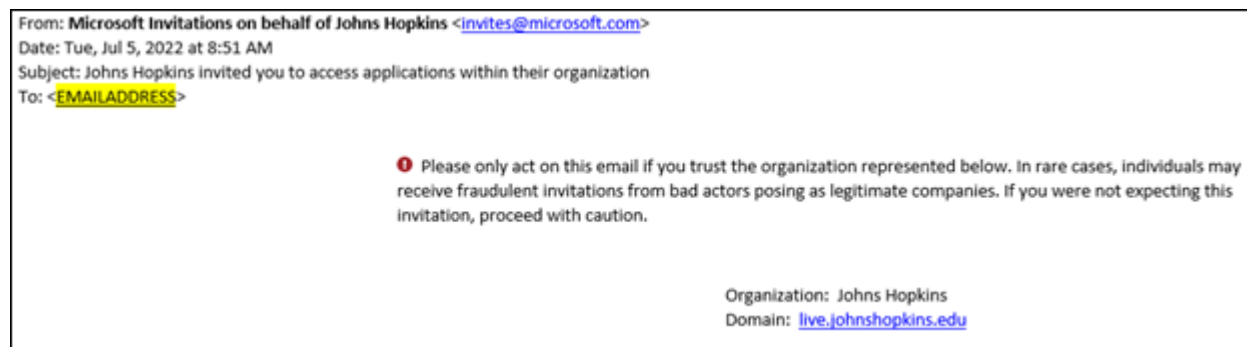 From: Microsoft Invitations on behalf of Johns Hopkins <invites@microsoft.com>
Date: Tue, Jul 5, 2022 at 8:51 AM
Subject: Johns Hopkins invited you to access applications within their organization
To: <EMAILADDRESS>
Please only act on this email if you trust the organization represented below. In rare cases, individuals may
receive fraudulent invitations from bad actors posing as legitimate companies. If you were not expecting this
invitation, proceed with caution.
Organization: Johns Hopkins
Domain: live.johnshopkins.edu